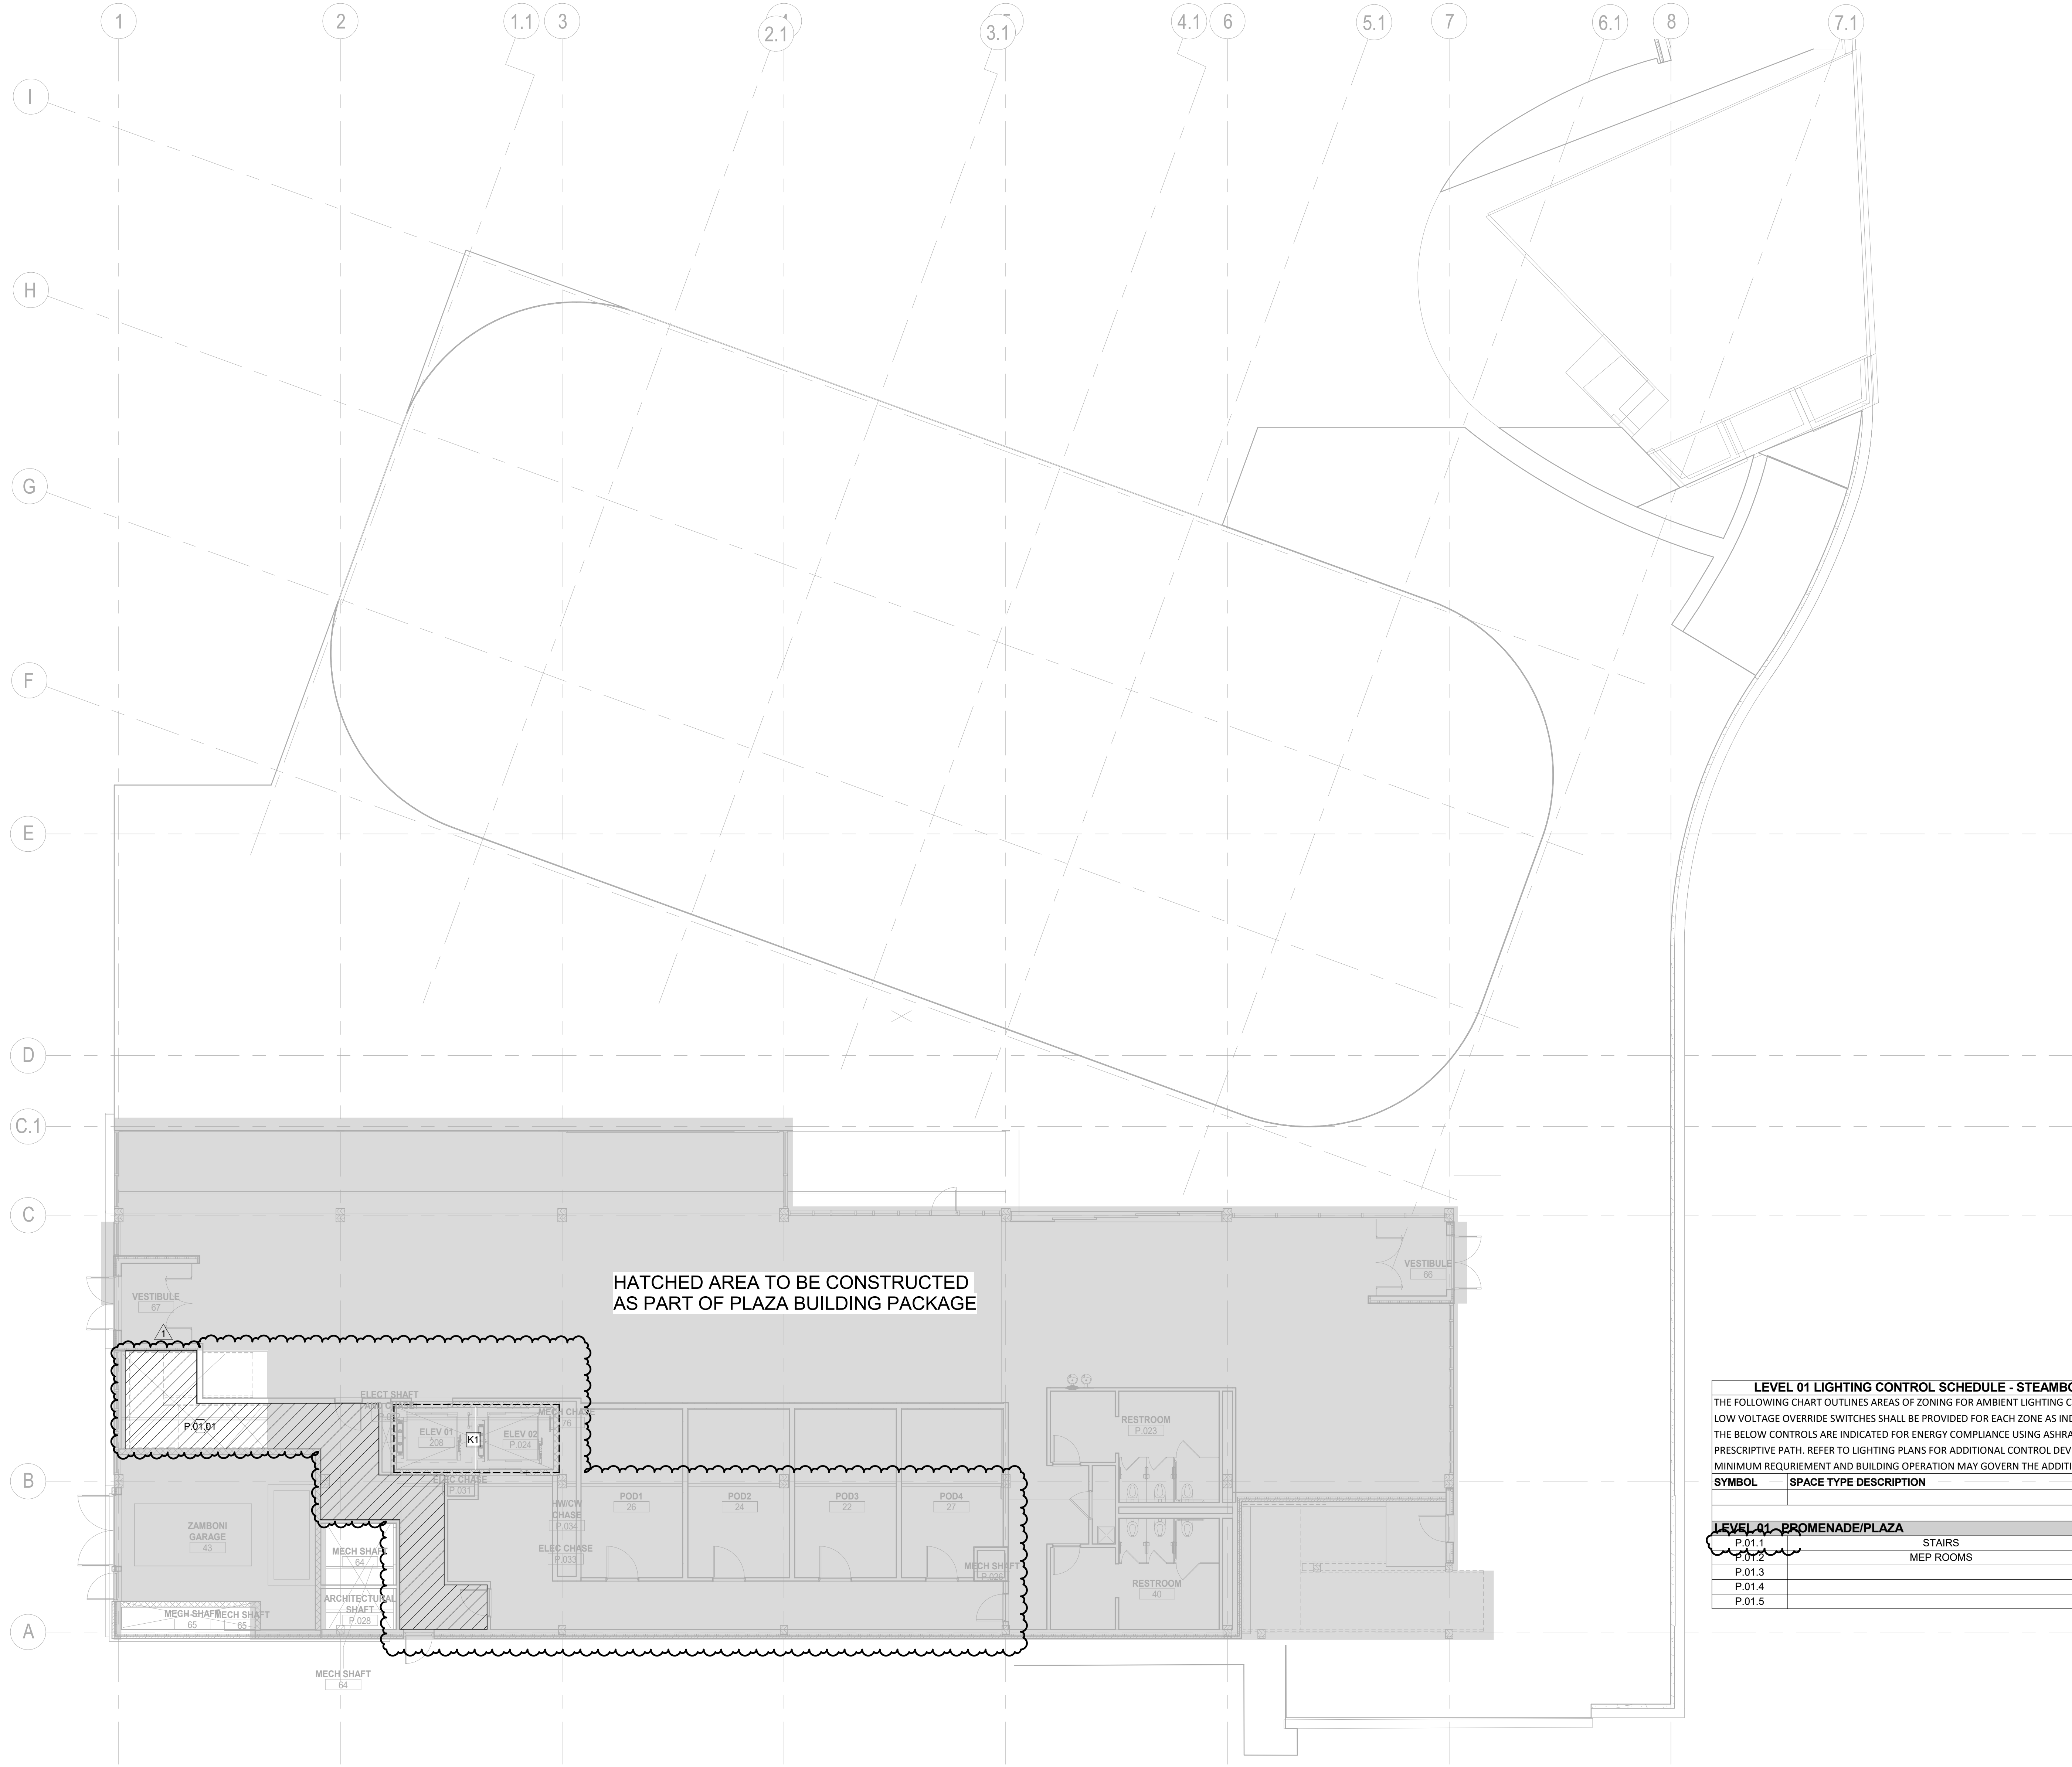 1
2
1.1
3
2.1
3.1
4.1
6
5.1
7
6.1
8
7.1
I
H
G
F
E
D
C.1
C
B
A
HATCHED AREA TO BE CONSTRUCTED
AS PART OF PLAZA BUILDING PACKAGE
VESTIBULE
67
VESTIBULE
66
1
P.01.01
ELECT SHAFT
ELEV 01
208
K1
ELEV 02
P.024
MECH CHASE
76
ELEC CHASE
P.031
HW/CW
CHASE
P.034
ELEC CHASE
P.033
POD1
26
POD2
24
POD3
22
POD4
27
MECH SHAFT
P.026
RESTROOM
P.023
RESTROOM
40
ZAMBONI
GARAGE
43
MECH SHAFT
64
ARCHITECTURAL
SHAFT
P.028
MECH SHAFT
65
MECH SHAFT
65
MECH SHAFT
64
LEVEL 01 LIGHTING CONTROL SCHEDULE - STEAMBO
THE FOLLOWING CHART OUTLINES AREAS OF ZONING FOR AMBIENT LIGHTING C
LOW VOLTAGE OVERRIDE SWITCHES SHALL BE PROVIDED FOR EACH ZONE AS IND
THE BELOW CONTROLS ARE INDICATED FOR ENERGY COMPLIANCE USING ASHRA
PRESCRIPTIVE PATH. REFER TO LIGHTING PLANS FOR ADDITIONAL CONTROL DEV
MINIMUM REQURIEMENT AND BUILDING OPERATION MAY GOVERN THE ADDITI
SYMBOL SPACE TYPE DESCRIPTION
LEVEL 01 PROMENADE/PLAZA
P.01.1 STAIRS
P.01.2 MEP ROOMS
P.01.3
P.01.4
P.01.5